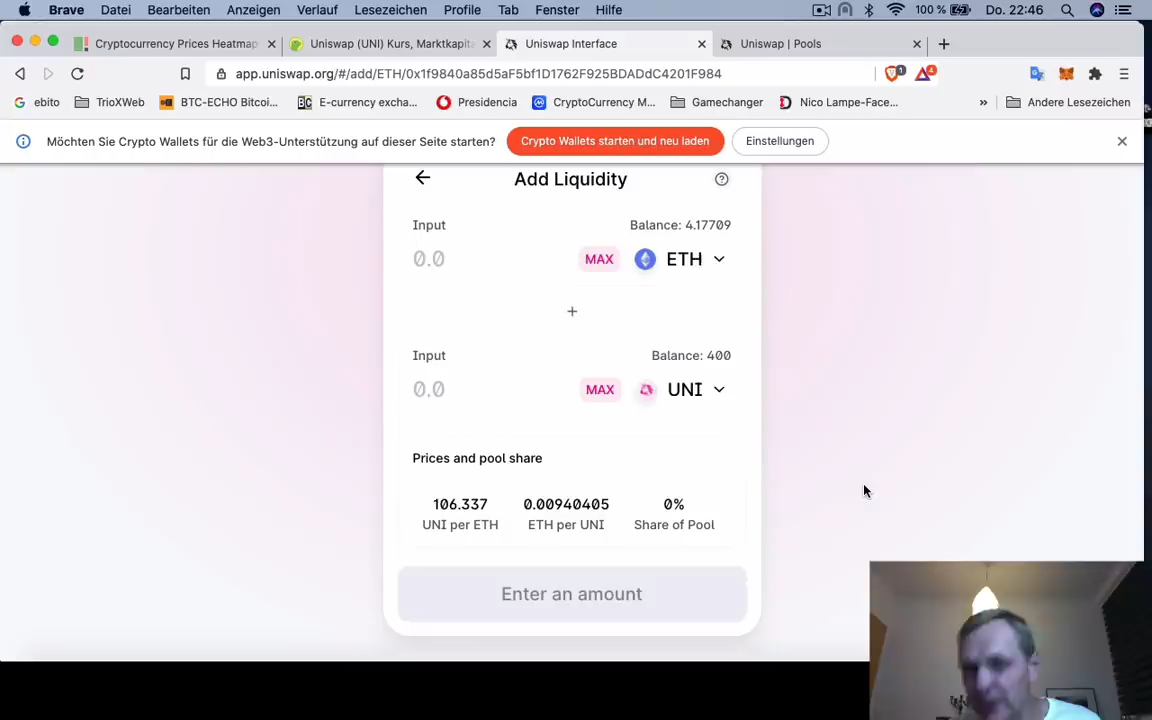 Brave Datei Bearbeiten Anzeigen Verlauf Lesezeichen Profile Tab Fenster Hilfe 100 % Do. 22:46
Cryptocurrency Prices Heatmap Uniswap (UNI) Kurs, Marktkapita Uniswap Interface Uniswap | Pools
app.uniswap.org/#/add/ETH/0x1f9840a85d5aF5bf1D1762F925BDADdC4201F984 1 4
ebito TrioXWeb BTC-ECHO Bitcoi... E-currency excha... Presidencia CryptoCurrency M... Gamechanger Nico Lampe-Face... » Andere Lesezeichen
Möchten Sie Crypto Wallets für die Web3-Unterstützung auf dieser Seite starten? Crypto Wallets starten und neu laden Einstellungen
Add Liquidity
Input Balance: 4.17709
0.0 MAX ETH
+
Input Balance: 400
0.0 MAX UNI
Prices and pool share
106.337 0.00940405 0%
UNI per ETH ETH per UNI Share of Pool
Enter an amount